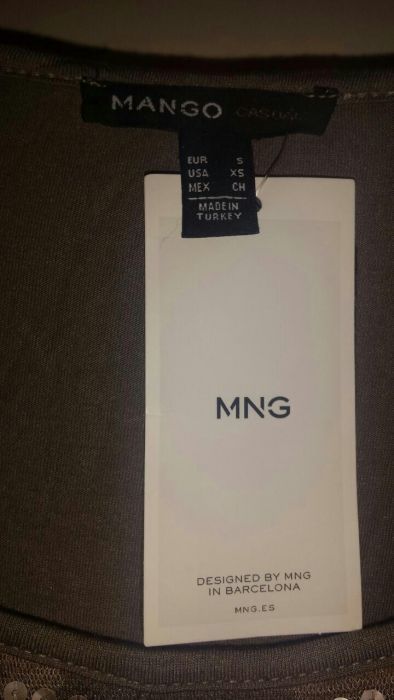 MANGO CASUAL
EUR S
USA XS
MEX CH
MADE IN
TURKEY
MNG
DESIGNED BY MNG
IN BARCELONA
MNG.ES